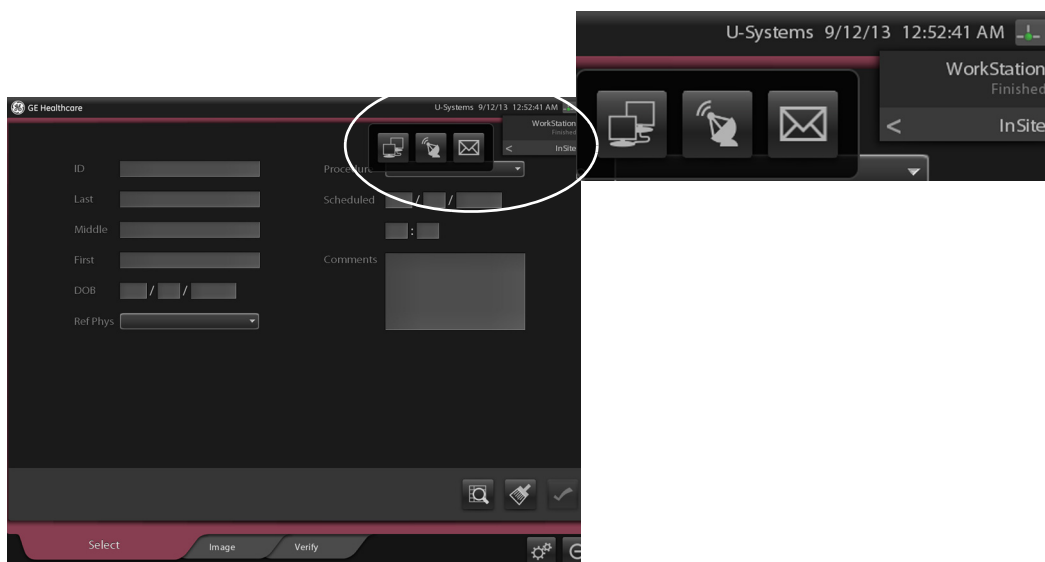 U-Systems 9/12/13 12:52:41 AM
WorkStation
Finished
< InSite
GE Healthcare
U-Systems 9/12/13 12:52:41 AM
WorkStation
Finished
< InSite
ID
Procedure
Last
Scheduled / /
Middle
:
First
Comments
DOB / /
Ref Phys
Select
Image
Verify